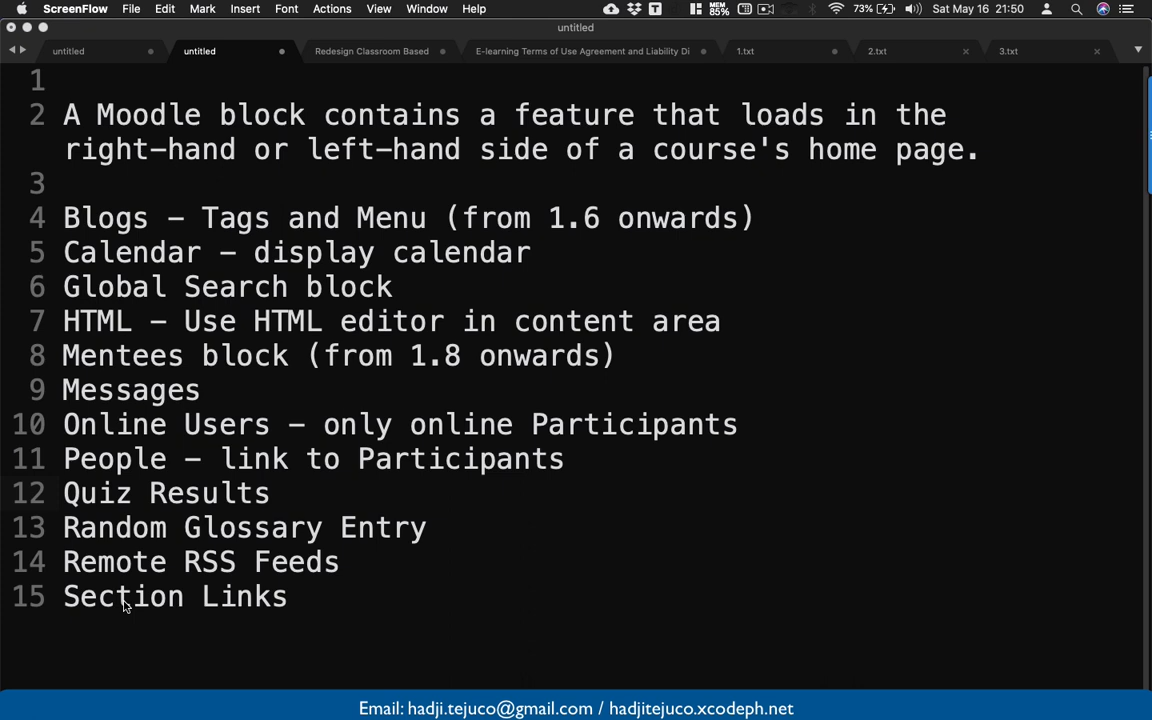 ScreenFlow File Edit Mark Insert Font Actions View Window Help MEM 85% 73% Sat May 16 21:50
untitled
untitled untitled Redesign Classroom Based E-learning Terms of Use Agreement and Liability Di 1.txt 2.txt 3.txt
1
2 A Moodle block contains a feature that loads in the
right-hand or left-hand side of a course's home page.
3
4 Blogs - Tags and Menu (from 1.6 onwards)
5 Calendar - display calendar
6 Global Search block
7 HTML - Use HTML editor in content area
8 Mentees block (from 1.8 onwards)
9 Messages
10 Online Users - only online Participants
11 People - link to Participants
12 Quiz Results
13 Random Glossary Entry
14 Remote RSS Feeds
15 Section Links
Email: hadji.tejuco@gmail.com / hadjitejuco.xcodeph.net